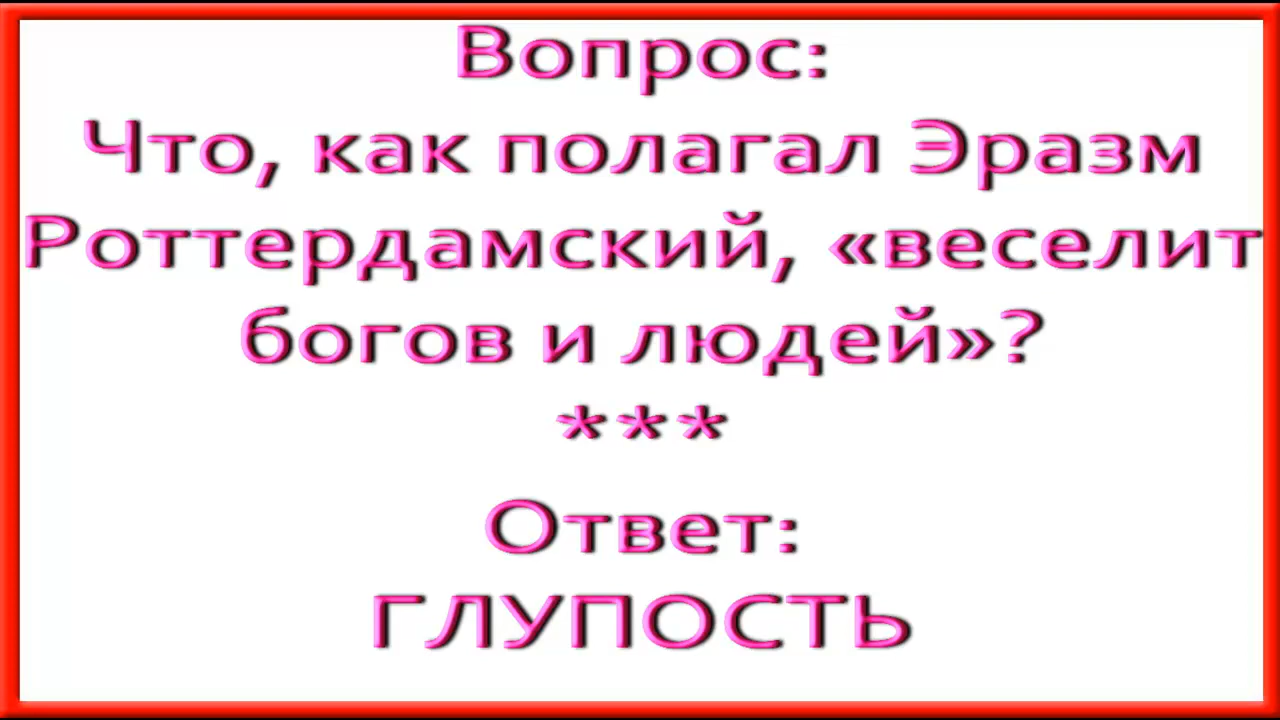 Вопрос:
Что, как полагал Эразм
Роттердамский, «веселит
богов и людей»?
***
Ответ:
ГЛУПОСТЬ